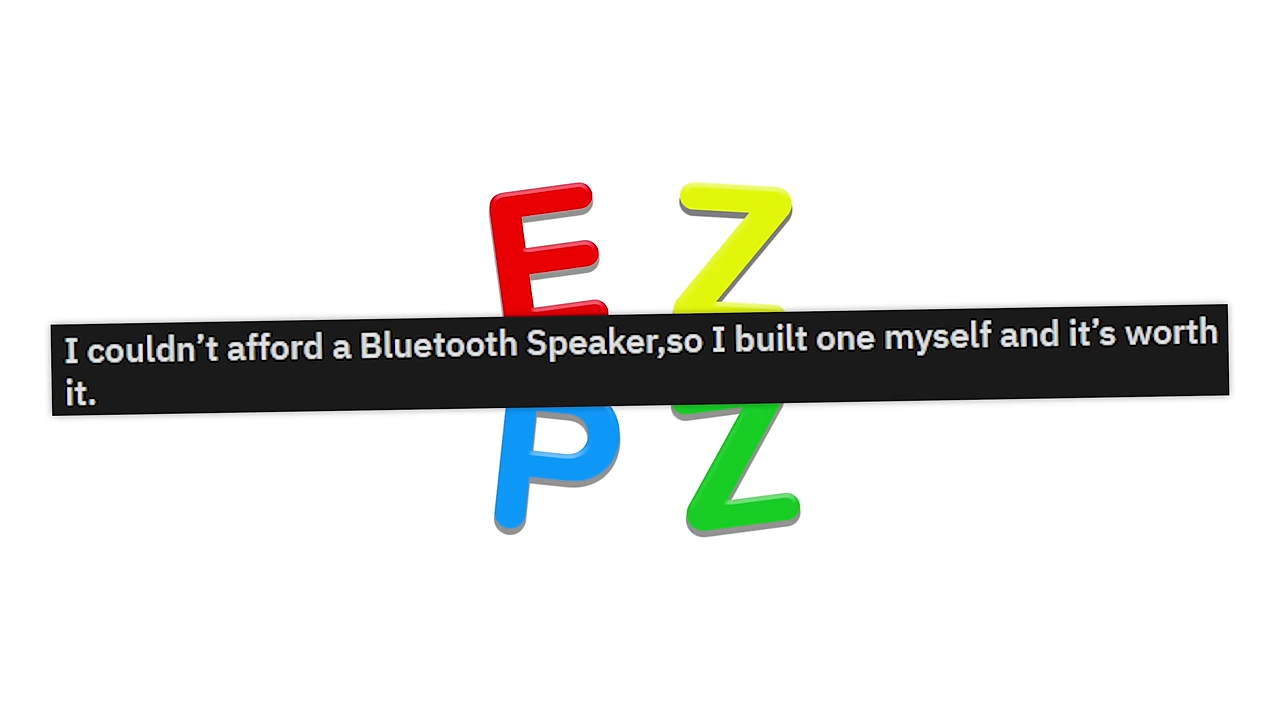 E Z
I couldn’t afford a Bluetooth Speaker,so I built one myself and it’s worth
it.
P Z